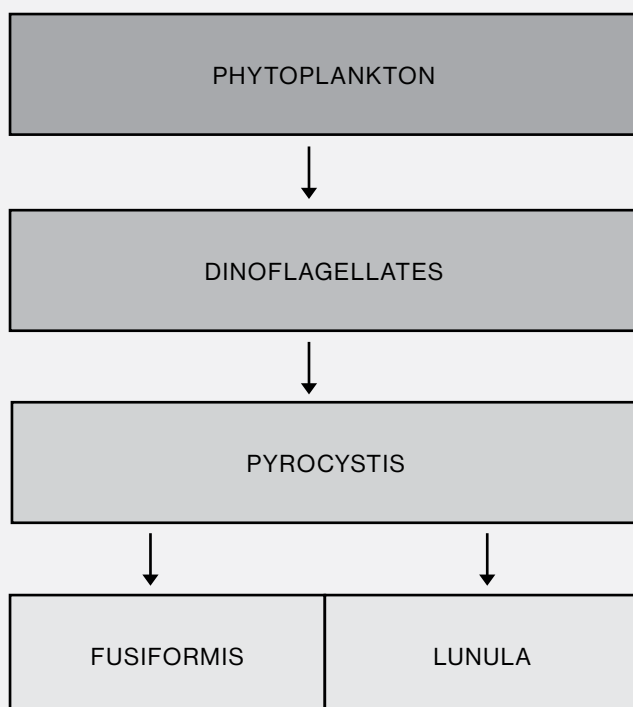 PHYTOPLANKTON
DINOFLAGELLATES
PYROCYSTIS
FUSIFORMIS LUNULA